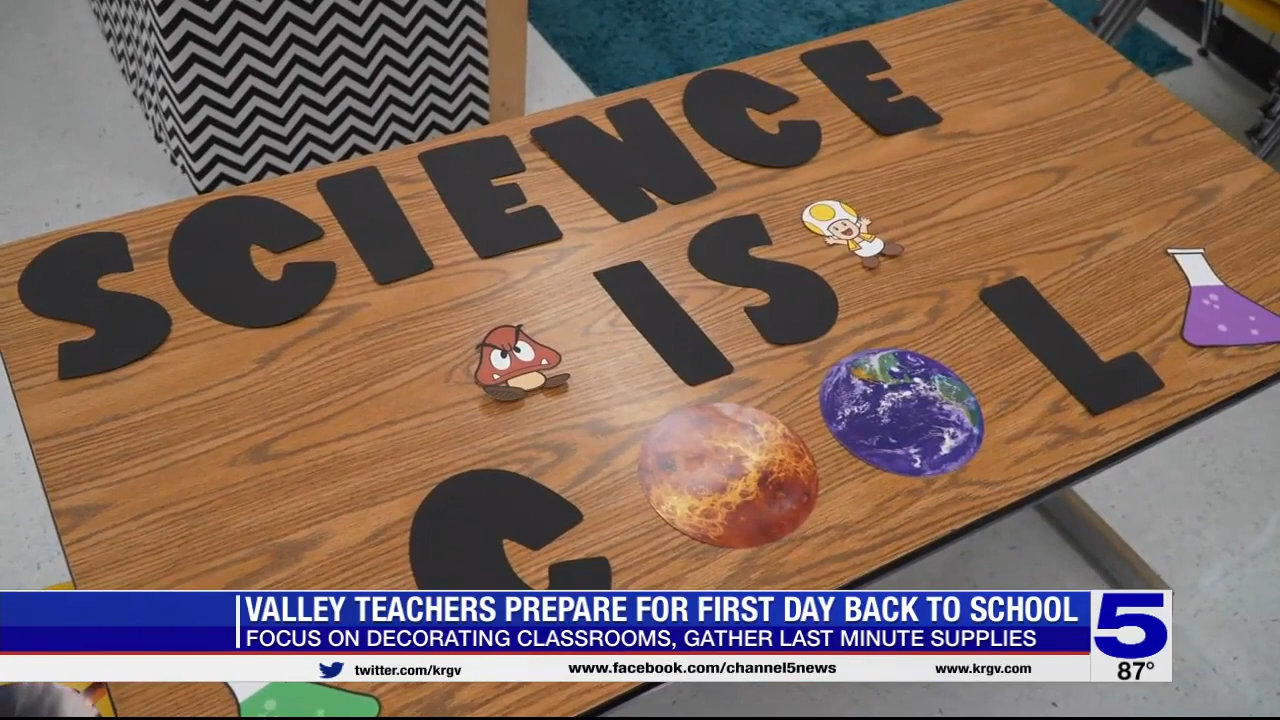 SCIENCE
IS
C L
VALLEY TEACHERS PREPARE FOR FIRST DAY BACK TO SCHOOL
FOCUS ON DECORATING CLASSROOMS, GATHER LAST MINUTE SUPPLIES
5
twitter.com/krgv www.facebook.com/channel5news www.krgv.com 87°